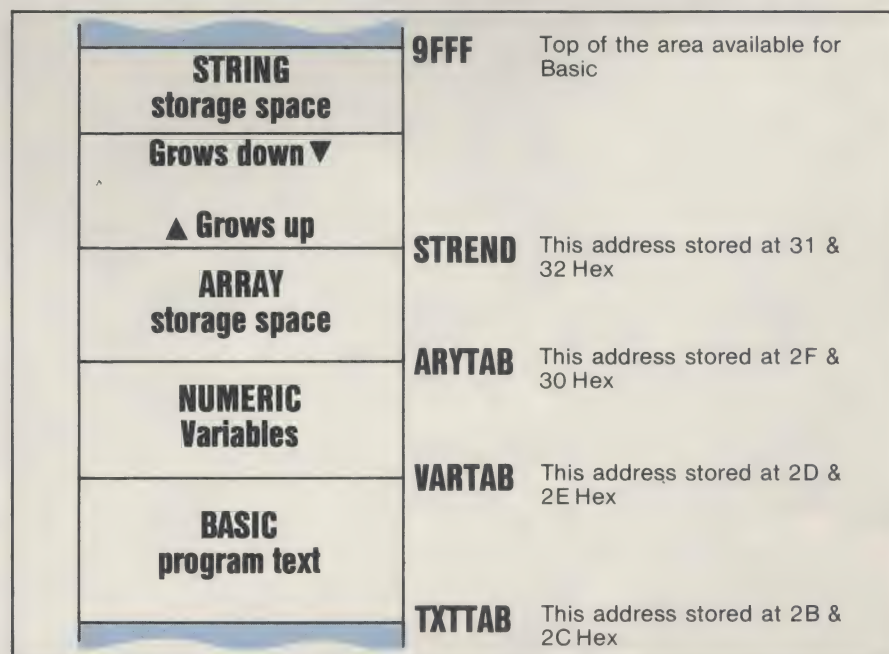 STRING
storage space
Grows down ▼
▲ Grows up
ARRAY
storage space
NUMERIC
Variables
BASIC
program text
9FFF
Top of the area available for
Basic
STREND
This address stored at 31 &
32 Hex
ARYTAB
This address stored at 2F &
30 Hex
VARTAB
This address stored at 2D &
2E Hex
TXTTAB
This address stored at 2B &
2C Hex